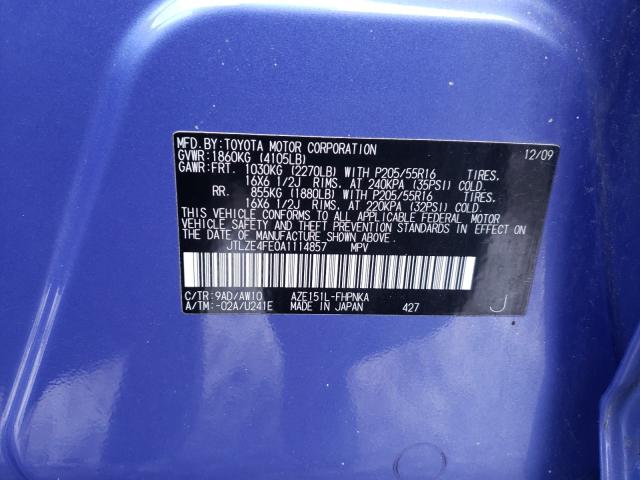 MFD.BY:TOYOTA MOTOR CORPORATION 12/09
GVWR:1860KG (4105LB)
GAWR:FRT. 1030KG (2270LB) WITH P205/55R16 TIRES.
16X6 1/2J RIMS. AT 240KPA (35PSI) COLD.
RR. 855KG (1880LB) WITH P205/55R16 TIRES.
16X6 1/2J RIMS. AT 220KPA (32PSI) COLD.
THIS VEHICLE CONFORMS TO ALL APPLICABLE FEDERAL MOTOR
VEHICLE SAFETY AND THEFT PREVENTION STANDARDS IN EFFECT ON
THE DATE OF MANUFACTURE SHOWN ABOVE.
JTLZE4FE0A1114857 MPV
C/TR:9AD/AW10 AZE151L-FHPNKA
A/TM:-02A/U241E MADE IN JAPAN 427 J